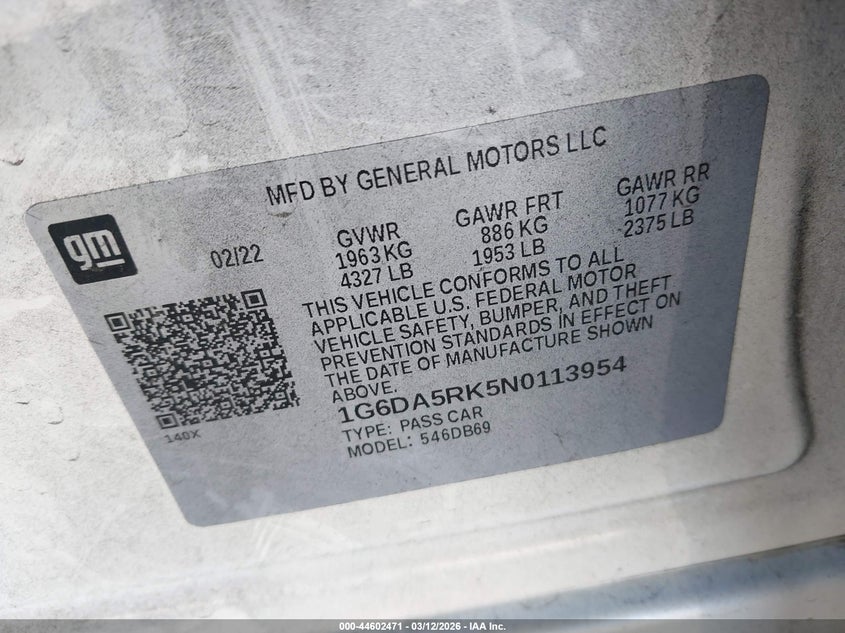 MFD BY GENERAL MOTORS LLC
gm
02/22
GVWR
1963 KG
4327 LB
GAWR FRT
886 KG
1953 LB
GAWR RR
1077 KG
2375 LB
THIS VEHICLE CONFORMS TO ALL
APPLICABLE U.S. FEDERAL MOTOR
VEHICLE SAFETY, BUMPER, AND THEFT
PREVENTION STANDARDS IN EFFECT ON
THE DATE OF MANUFACTURE SHOWN
ABOVE.
1G6DA5RK5N0113954
TYPE: PASS CAR
MODEL: 546DB69
140X
000-44602471 - 03/12/2026 - IAA Inc.